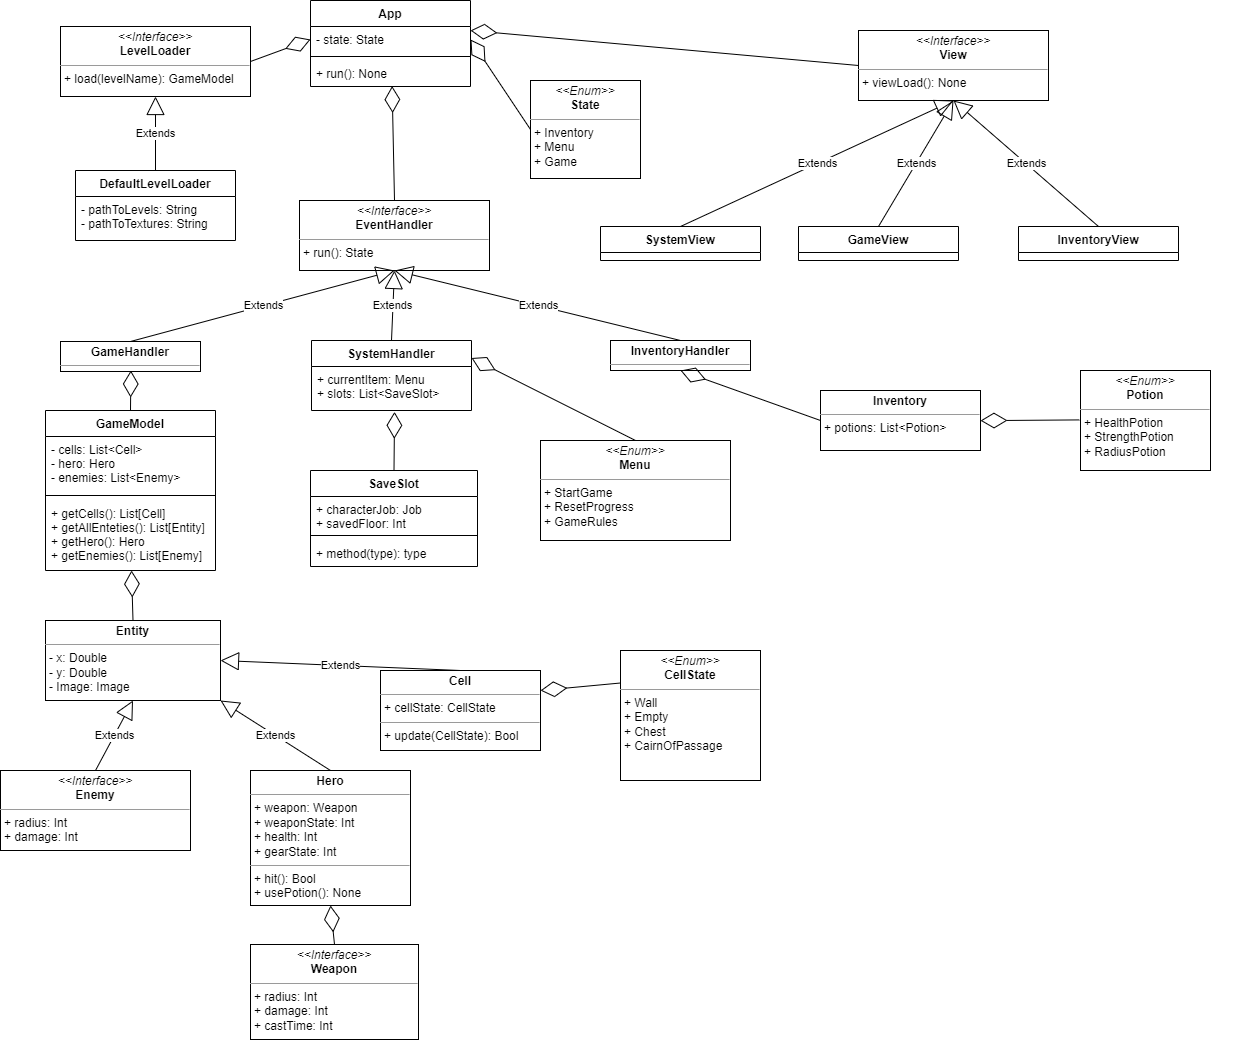 <<Interface>>
LevelLoader
+ load(levelName): GameModel
App
- state: State
+ run(): None
<<Interface>>
View
+ viewLoad(): None
<<Enum>>
State
+ Inventory
+ Menu
+ Game
Extends
DefaultLevelLoader
- pathToLevels: String
- pathToTextures: String
Extends
Extends
Extends
<<Interface>>
EventHandler
+ run(): State
SystemView
GameView
InventoryView
Extends
Extends
Extends
GameHandler
SystemHandler
+ currentItem: Menu
+ slots: List<SaveSlot>
InventoryHandler
Inventory
+ potions: List<Potion>
<<Enum>>
Potion
+ HealthPotion
+ StrengthPotion
+ RadiusPotion
GameModel
- cells: List<Cell>
- hero: Hero
- enemies: List<Enemy>
+ getCells(): List[Cell]
+ getAllEnteties(): List[Entity]
+ getHero(): Hero
+ getEnemies(): List[Enemy]
SaveSlot
+ characterJob: Job
+ savedFloor: Int
+ method(type): type
<<Enum>>
Menu
+ StartGame
+ ResetProgress
+ GameRules
Entity
- x: Double
- y: Double
- Image: Image
Extends
Cell
+ cellState: CellState
+ update(CellState): Bool
<<Enum>>
CellState
+ Wall
+ Empty
+ Chest
+ CairnOfPassage
Extends
Extends
<<Interface>>
Enemy
+ radius: Int
+ damage: Int
Hero
+ weapon: Weapon
+ weaponState: Int
+ health: Int
+ gearState: Int
+ hit(): Bool
+ usePotion(): None
<<Interface>>
Weapon
+ radius: Int
+ damage: Int
+ castTime: Int